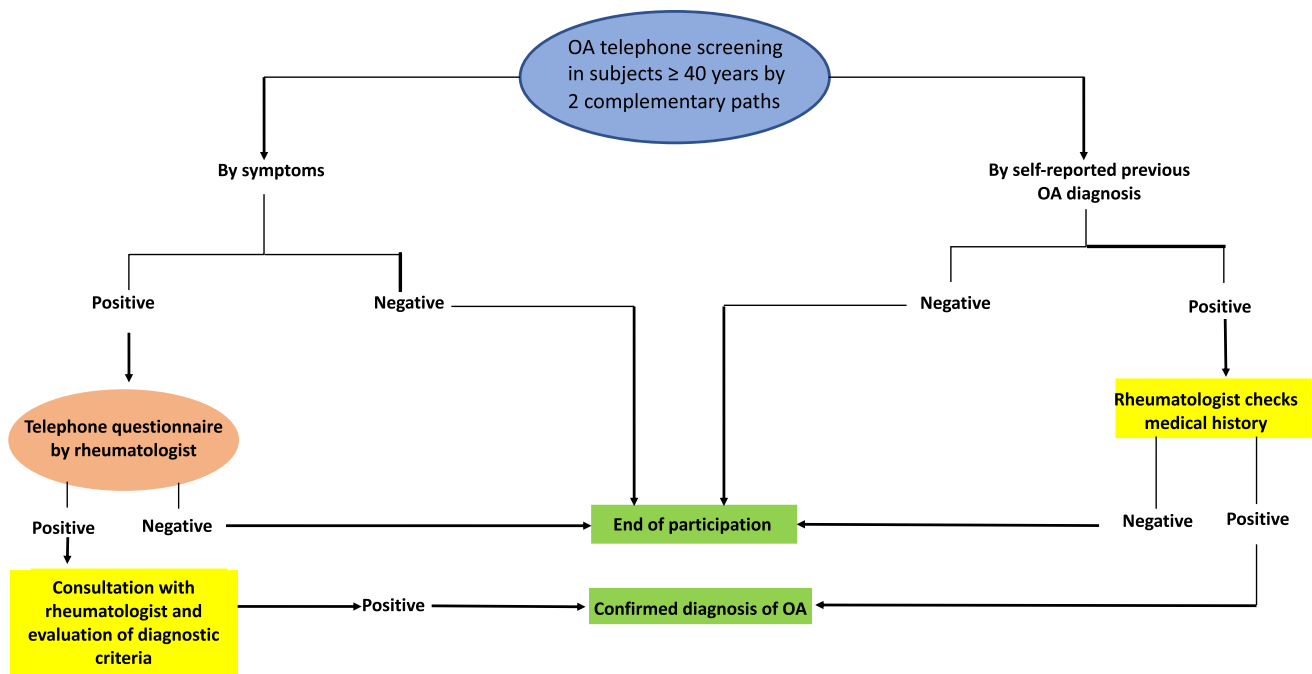 OA telephone screening
in subjects ≥ 40 years by
2 complementary paths
By symptoms
By self-reported previous
OA diagnosis
Positive
Negative
Negative
Positive
Telephone questionnaire
by rheumatologist
Rheumatologist checks
medical history
Positive
Negative
End of participation
Negative
Positive
Consultation with
rheumatologist and
evaluation of diagnostic
criteria
Positive
Confirmed diagnosis of OA